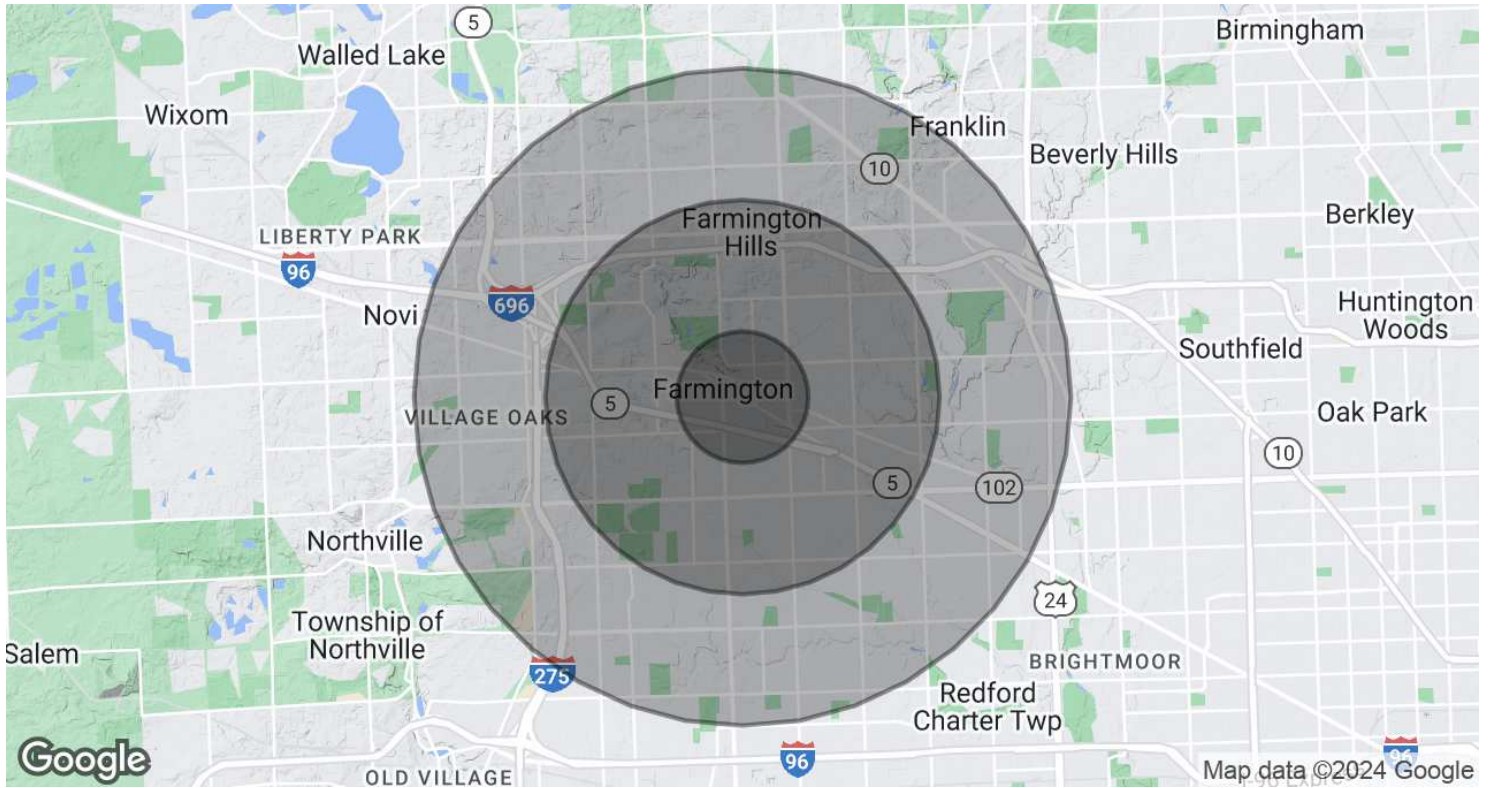 5
Birmingham
Walled Lake
Wixom
Franklin
10
Beverly Hills
Farmington
Hills
Berkley
LIBERTY PARK
96
696
Novi
Huntington
Woods
Southfield
Farmington
5
VILLAGE OAKS
Oak Park
10
5
102
Northville
24
Township of
Northville
Salem
BRIGHTMOOR
275
Redford
Charter Twp
96
96
Google
OLD VILLAGE
Map data ©2024 Google
I-96 Express